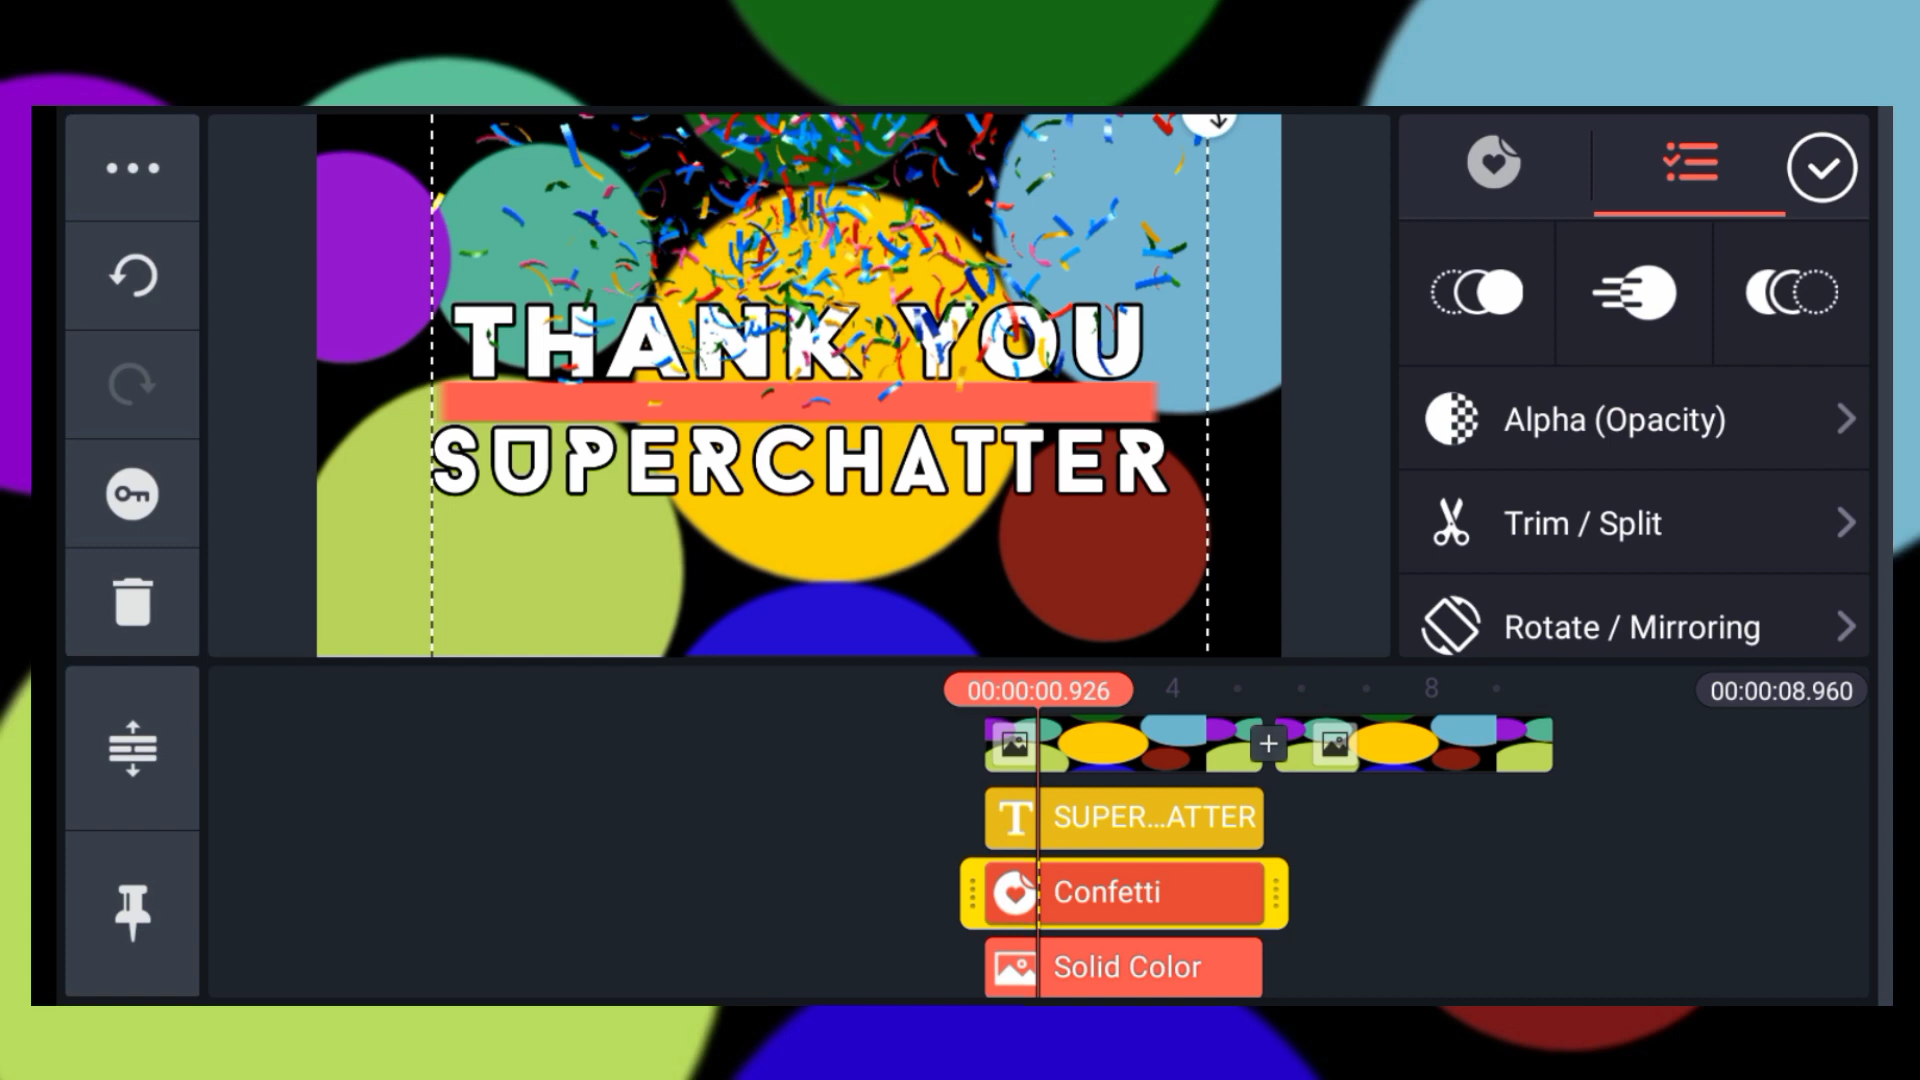 THANK YOU
SUPERCHATTER
Alpha (Opacity)
Trim / Split
Rotate / Mirroring
00:00:00.926
4
8
00:00:08.960
T SUPER...ATTER
Confetti
Solid Color